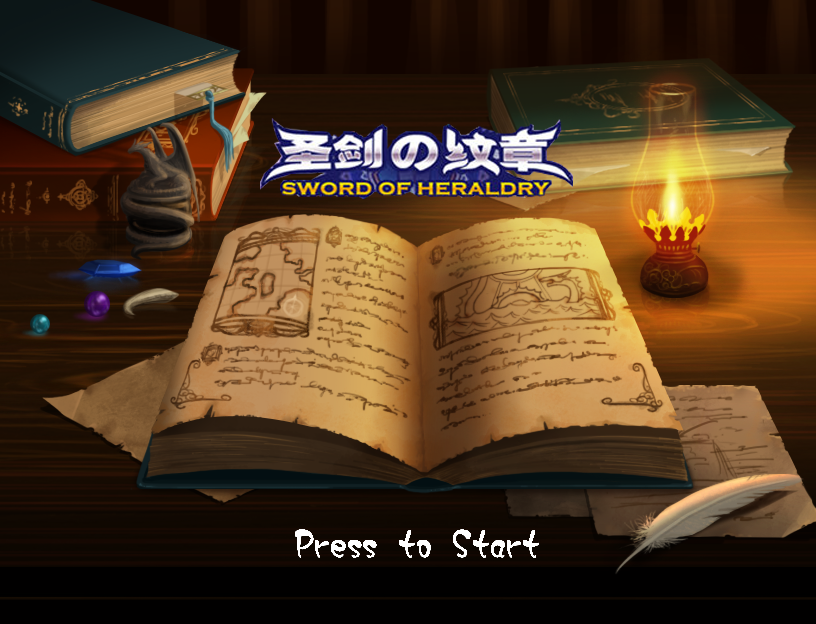 圣剑の纹章
SWORD OF HERALDRY
Press to Start